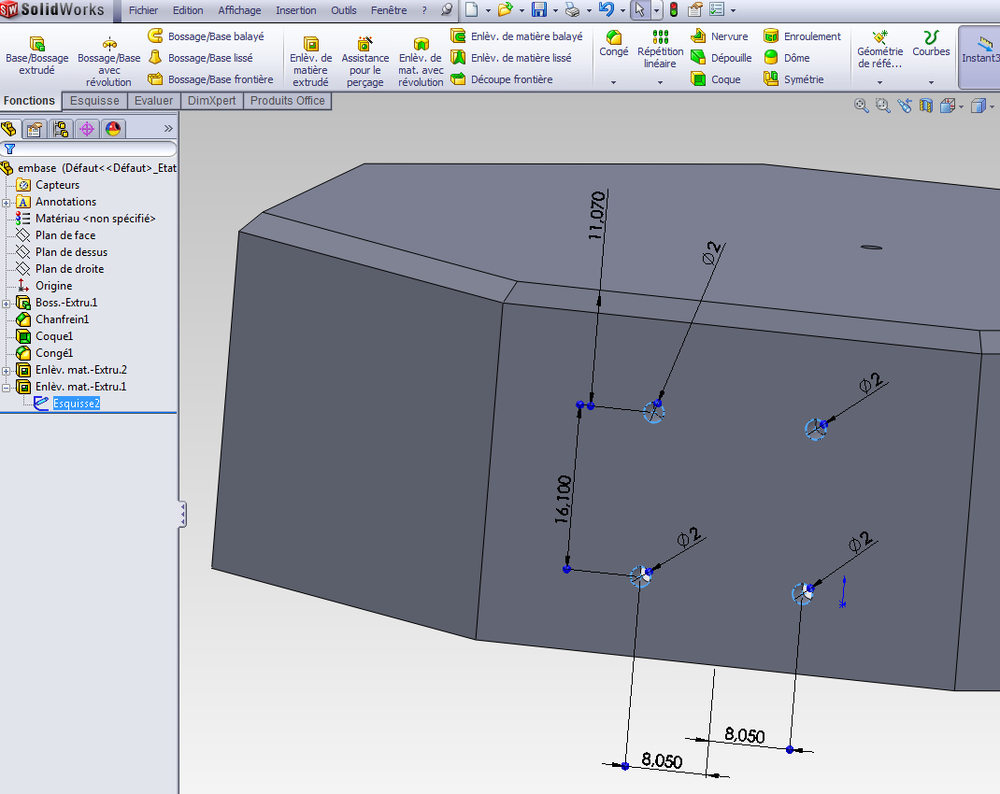 SW SolidWorks Fichier Edition Affichage Insertion Outils Fenêtre ?
Base/Bossage
extrudé
Bossage/Base
avec
révolution
Bossage/Base balayé
Bossage/Base lissé
Bossage/Base frontière
Enlèv. de
matière
extrudé
Assistance
pour le
perçage
Enlèv. de
mat. avec
révolution
Enlèv. de matière balayé
Enlèv. de matière lissé
Découpe frontière
Congé
Répétition
linéaire
Nervure
Dépouille
Coque
Enroulement
Dôme
Symétrie
Géométrie
de réfé...
Courbes
Instant3
Fonctions Esquisse Evaluer DimXpert Produits Office
»
embase (Défaut<<Défaut>_Etat
Capteurs
A Annotations
Matériau <non spécifié>
Plan de face
Plan de dessus
Plan de droite
Origine
Boss.-Extru.1
Chanfrein1
Coque1
Congé1
Enlèv. mat.-Extru.2
Enlèv. mat.-Extru.1
Esquisse2
11,070
∅2
∅2
16,100
∅2
∅2
8,050
8,050